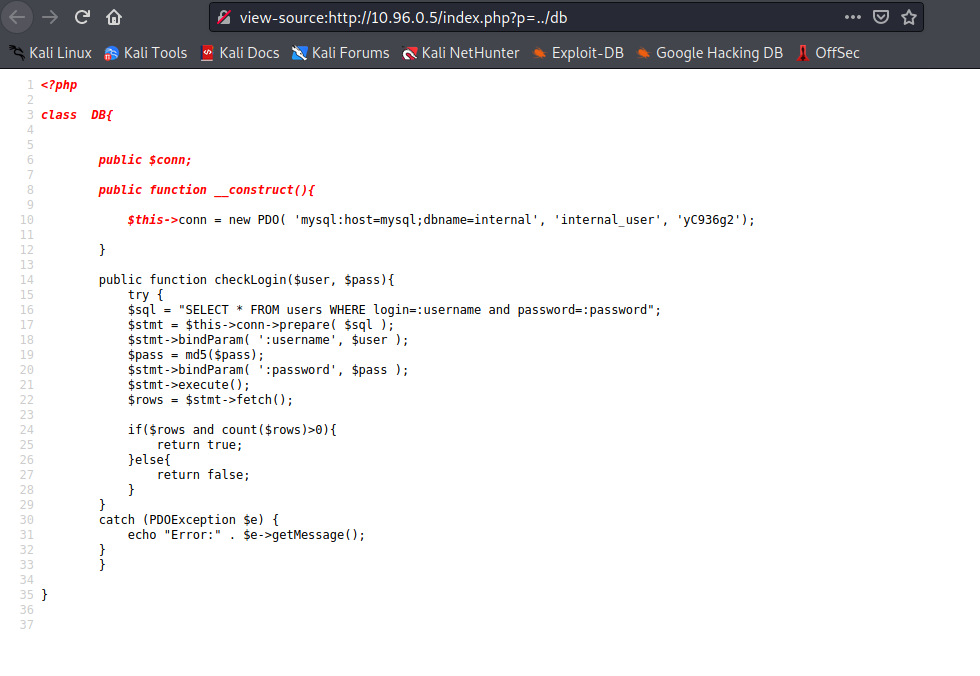 view-source:http://10.96.0.5/index.php?p=../db
Kali Linux Kali Tools Kali Docs Kali Forums Kali NetHunter Exploit-DB Google Hacking DB OffSec
1 <?php
2
3 class  DB{
4
5
6         public $conn;
7
8         public function __construct(){
9
10             $this->conn = new PDO( 'mysql:host=mysql;dbname=internal', 'internal_user', 'yC936g2');
11
12         }
13
14         public function checkLogin($user, $pass){
15             try {
16             $sql = "SELECT * FROM users WHERE login=:username and password=:password";
17             $stmt = $this->conn->prepare( $sql );
18             $stmt->bindParam( ':username', $user );
19             $pass = md5($pass);
20             $stmt->bindParam( ':password', $pass );
21             $stmt->execute();
22             $rows = $stmt->fetch();
23
24             if($rows and count($rows)>0){
25                 return true;
26             }else{
27                 return false;
28             }
29         }
30         catch (PDOException $e) {
31             echo "Error:" . $e->getMessage();
32         }
33         }
34
35 }
36
37